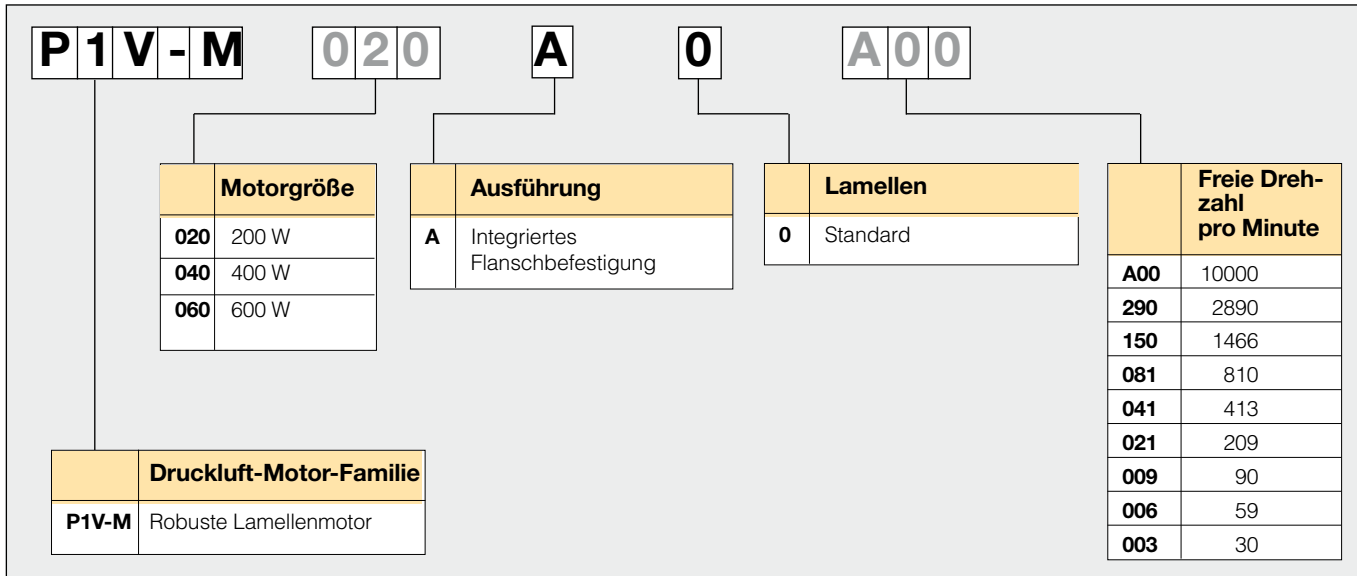 P1V-M 020 A 0 A00
Motorgröße
020 200 W
040 400 W
060 600 W
Ausführung
A Integriertes
Flanschbefestigung
Lamellen
0 Standard
Freie Dreh-
zahl
pro Minute
A00 10000
290 2890
150 1466
081 810
041 413
021 209
009 90
006 59
003 30
Druckluft-Motor-Familie
P1V-M Robuste Lamellenmotor